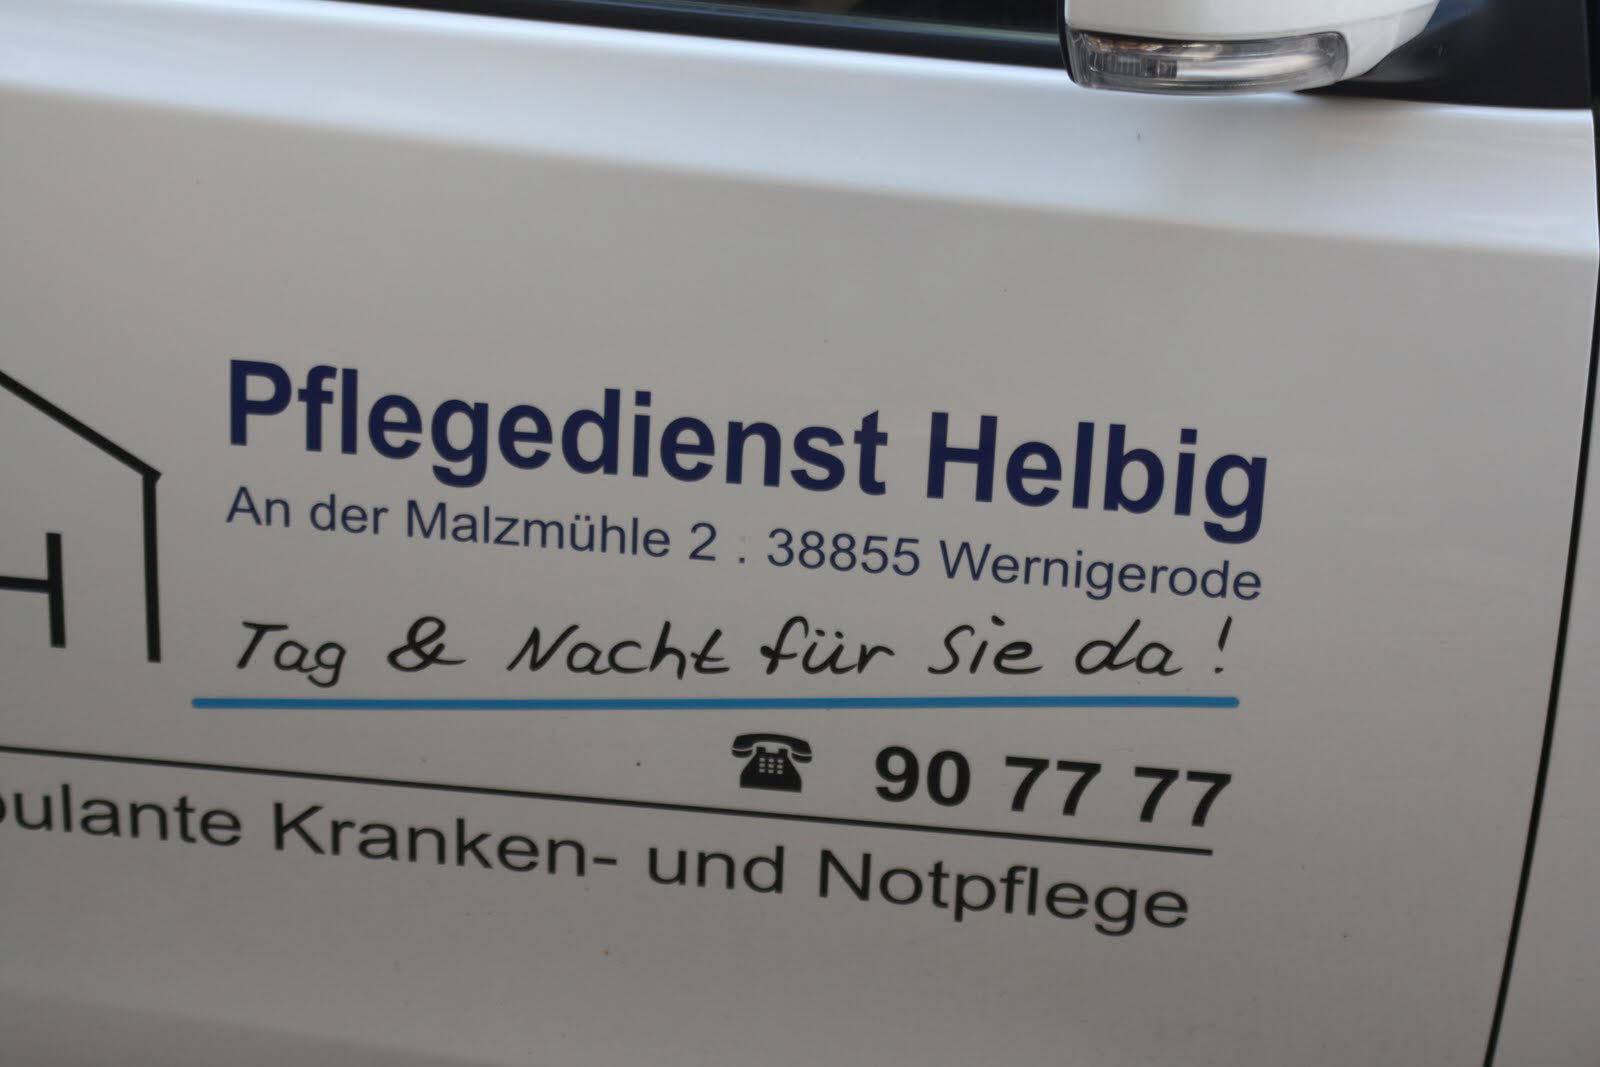 Pflegedienst Helbig
An der Malzmühle 2 . 38855 Wernigerode
H
Tag & Nacht für Sie da!
☎ 90 77 77
Kranken- und Notpflege